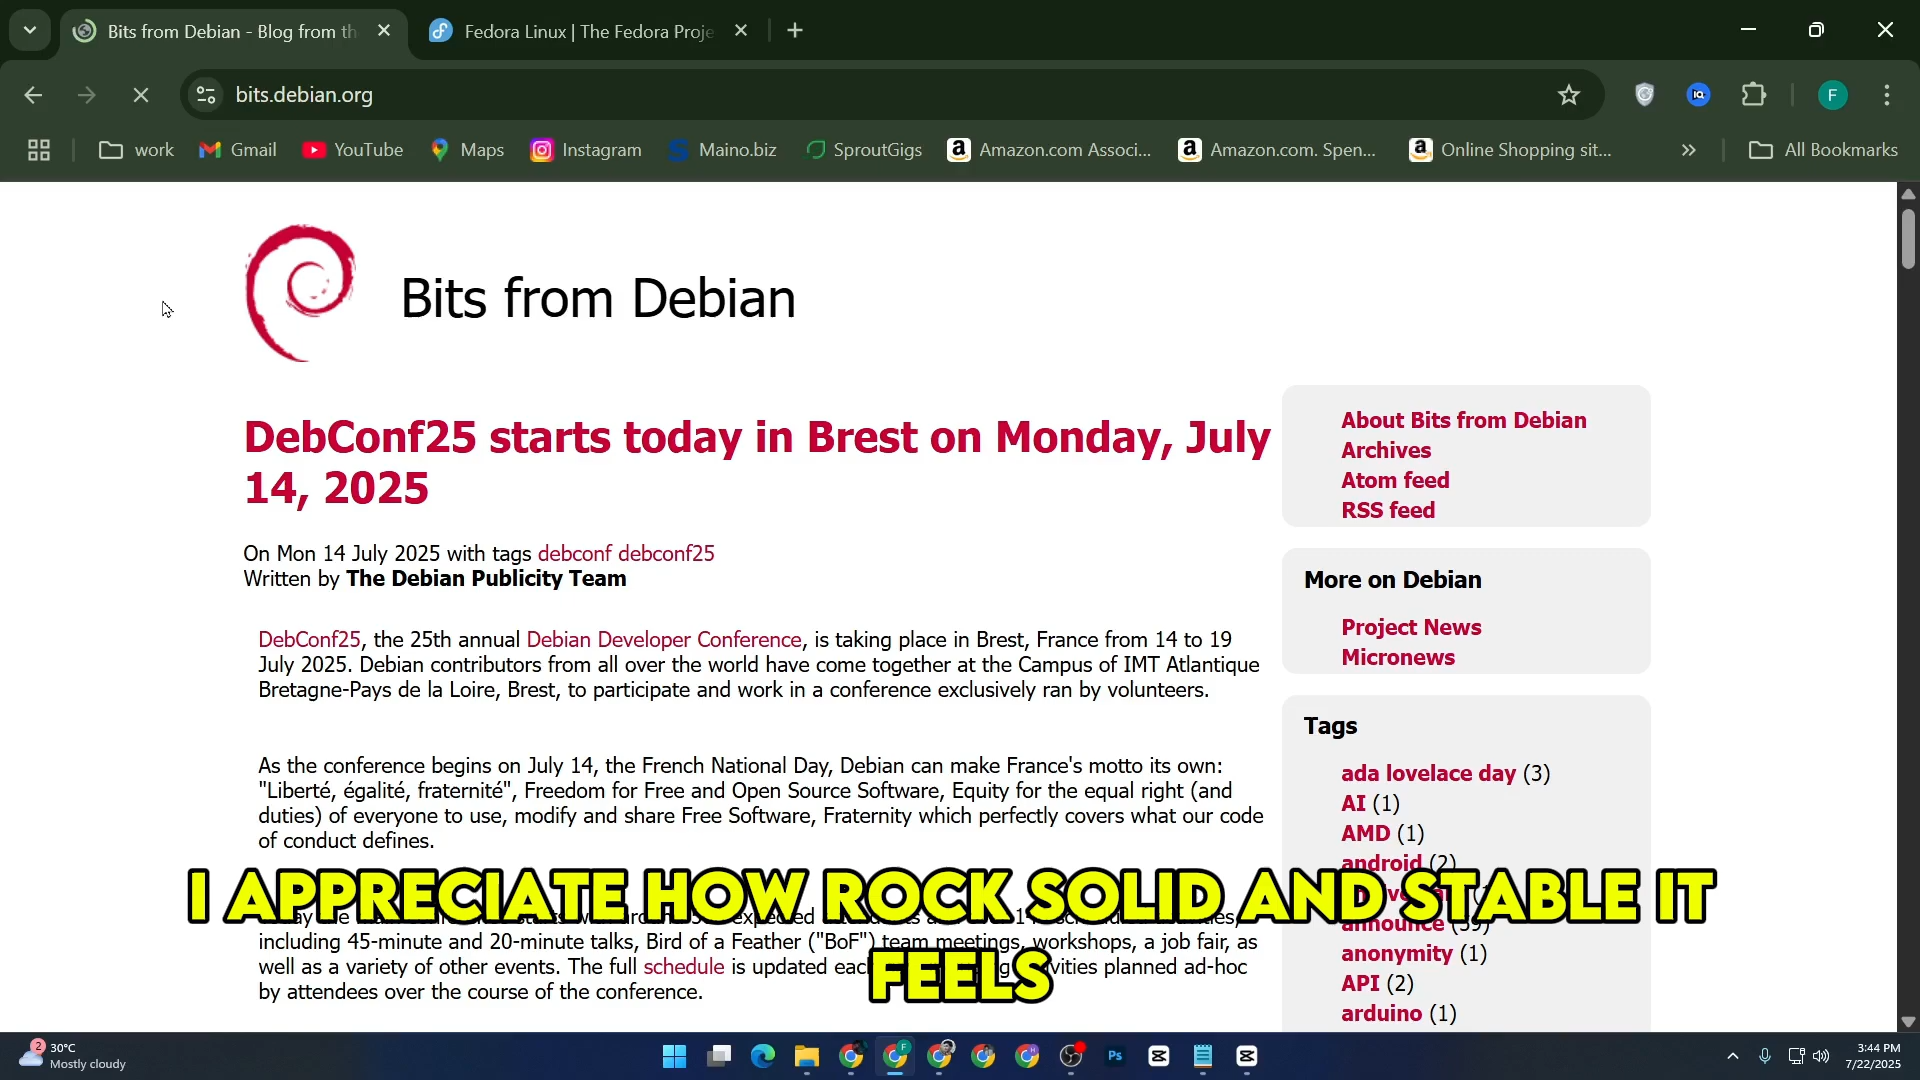 Bits from Debian - Blog from th
Fedora Linux | The Fedora Proje
bits.debian.org
F
work
Gmail
YouTube
Maps
Instagram
Maino.biz
SproutGigs
Amazon.com Associ...
Amazon.com. Spen...
Online Shopping sit...
All Bookmarks
Bits from Debian
DebConf25 starts today in Brest on Monday, July
14, 2025
On Mon 14 July 2025 with tags debconf debconf25
Written by The Debian Publicity Team
DebConf25, the 25th annual Debian Developer Conference, is taking place in Brest, France from 14 to 19
July 2025. Debian contributors from all over the world have come together at the Campus of IMT Atlantique
Bretagne-Pays de la Loire, Brest, to participate and work in a conference exclusively ran by volunteers.
As the conference begins on July 14, the French National Day, Debian can make France's motto its own:
"Liberté, égalité, fraternité", Freedom for Free and Open Source Software, Equity for the equal right (and
duties) of everyone to use, modify and share Free Software, Fraternity which perfectly covers what our code
of conduct defines.
including 45-minute and 20-minute talks, Bird of a Feather ("BoF") team meetings, workshops, a job fair, as
well as a variety of other events. The full schedule is updated planned ad-hoc
by attendees over the course of the conference.
About Bits from Debian
Archives
Atom feed
RSS feed
More on Debian
Project News
Micronews
Tags
ada lovelace day (3)
AI (1)
AMD (1)
android (2)
announce
anonymity (1)
API (2)
arduino (1)
I APPRECIATE HOW ROCK SOLID AND STABLE IT
FEELS
2
30°C
Mostly cloudy
Ps
3:44 PM
7/22/2025